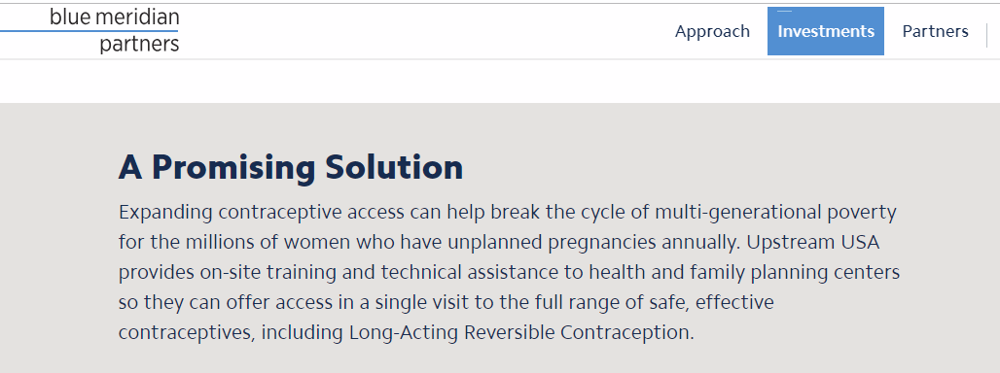 blue meridian
partners
Approach Investments Partners
A Promising Solution
Expanding contraceptive access can help break the cycle of multi-generational poverty
for the millions of women who have unplanned pregnancies annually. Upstream USA
provides on-site training and technical assistance to health and family planning centers
so they can offer access in a single visit to the full range of safe, effective
contraceptives, including Long-Acting Reversible Contraception.